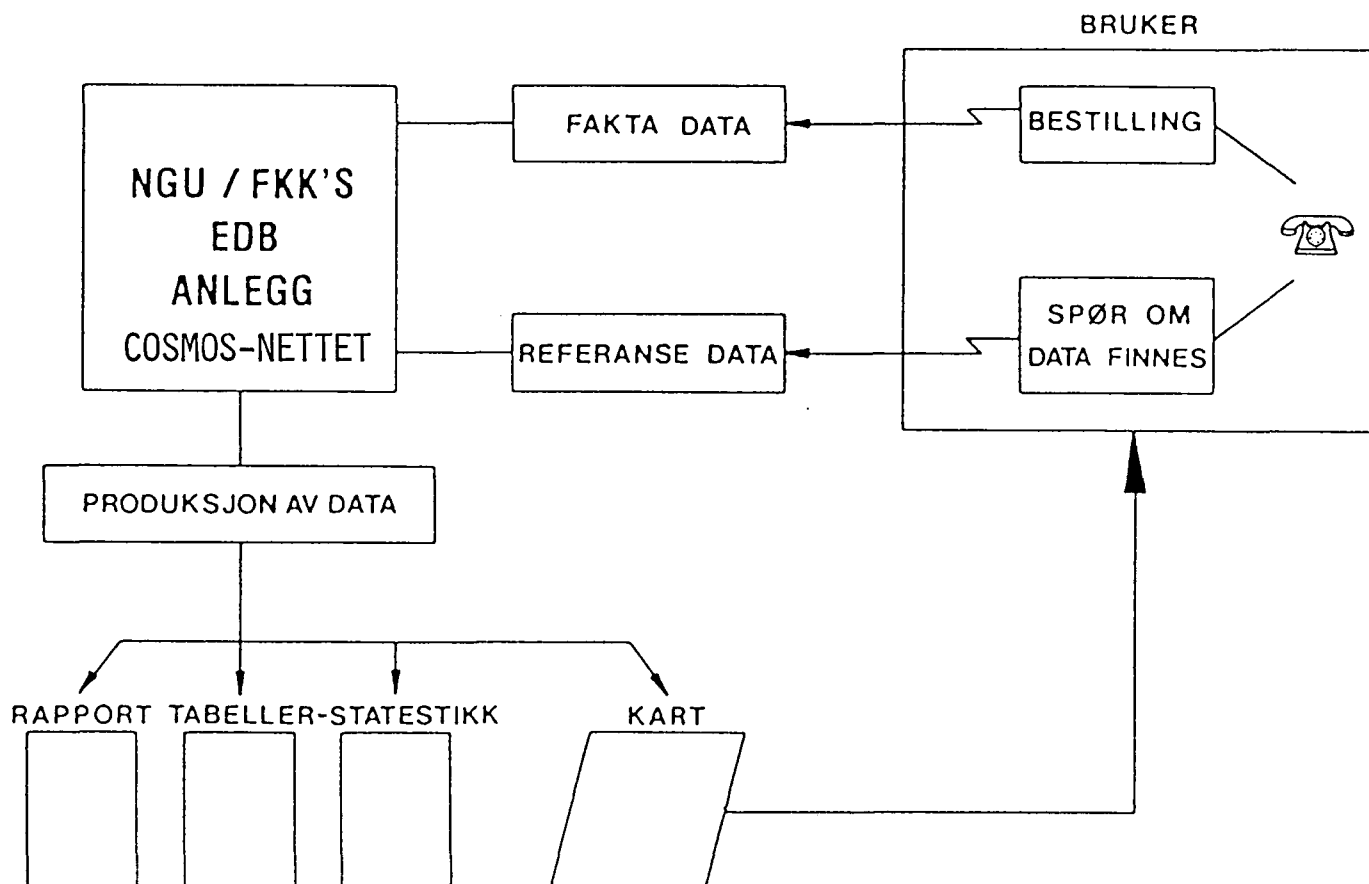 BRUKER
FAKTA DATA
BESTILLING
NGU / FKK'S
EDB
ANLEGG
COSMOS-NETTET
REFERANSE DATA
SPØR OM
DATA FINNES
PRODUKSJON AV DATA
RAPPORT TABELLER-STATESTIKK KART